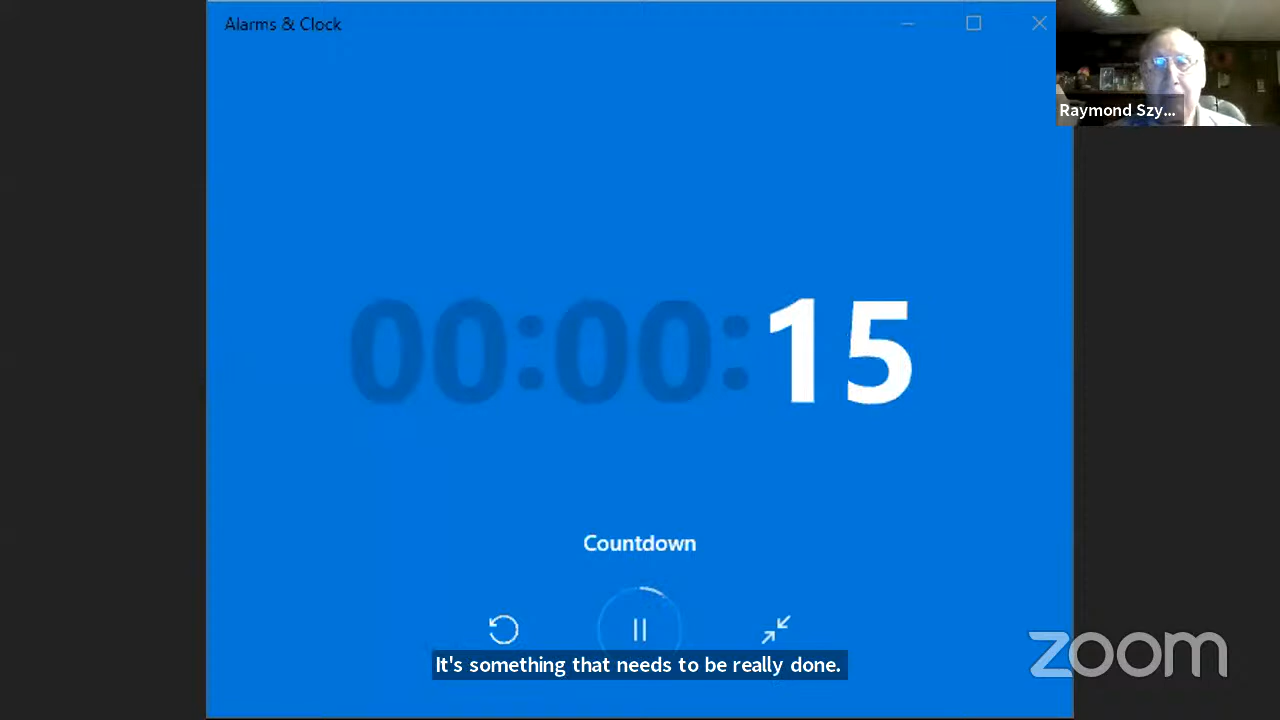 Alarms & Clock
Raymond Szy...
00:00:15
Countdown
It's something that needs to be really done.
zoom